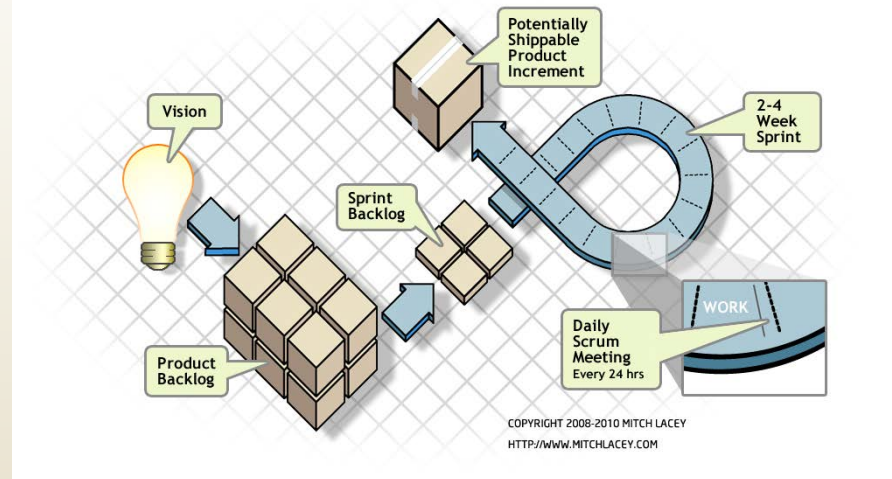 Potentially
Shippable
Product
Increment
Vision
2-4
Week
Sprint
Sprint
Backlog
WORK
Daily
Scrum
Meeting
Every 24 hrs
Product
Backlog
COPYRIGHT 2008-2010 MITCH LACEY
HTTP://WWW.MITCHLACEY.COM